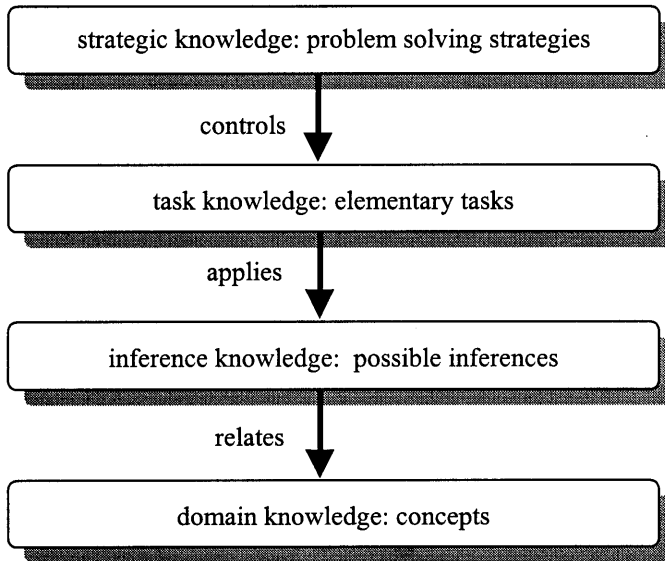 strategic knowledge: problem solving strategies
controls
task knowledge: elementary tasks
applies
inference knowledge: possible inferences
relates
domain knowledge: concepts